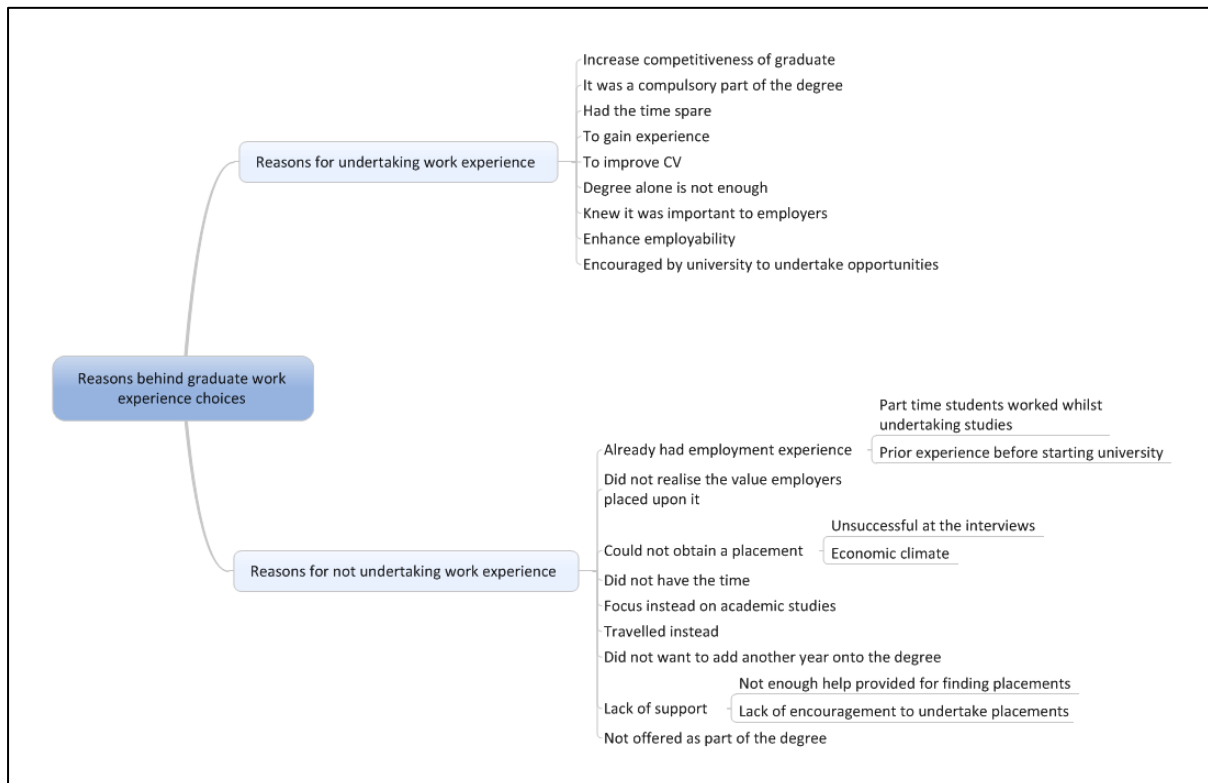 Increase competitiveness of graduate
It was a compulsory part of the degree
Had the time spare
To gain experience
Reasons for undertaking work experience
To improve CV
Degree alone is not enough
Knew it was important to employers
Enhance employability
Encouraged by university to undertake opportunities
Reasons behind graduate work
experience choices
Part time students worked whilst
undertaking studies
Already had employment experience
Prior experience before starting university
Did not realise the value employers
placed upon it
Unsuccessful at the interviews
Could not obtain a placement
Economic climate
Reasons for not undertaking work experience
Did not have the time
Focus instead on academic studies
Travelled instead
Did not want to add another year onto the degree
Not enough help provided for finding placements
Lack of support
Lack of encouragement to undertake placements
Not offered as part of the degree